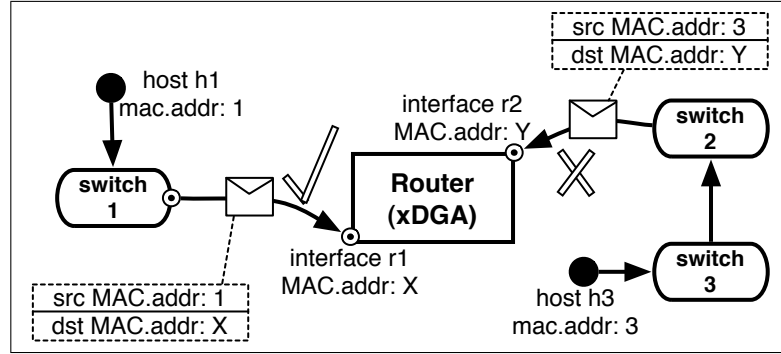 src MAC.addr: 3
dst MAC.addr: Y
host h1
mac.addr: 1
interface r2
MAC.addr: Y
switch
2
switch
1
Router
(xDGA)
interface r1
MAC.addr: X
switch
3
src MAC.addr: 1
dst MAC.addr: X
host h3
mac.addr: 3